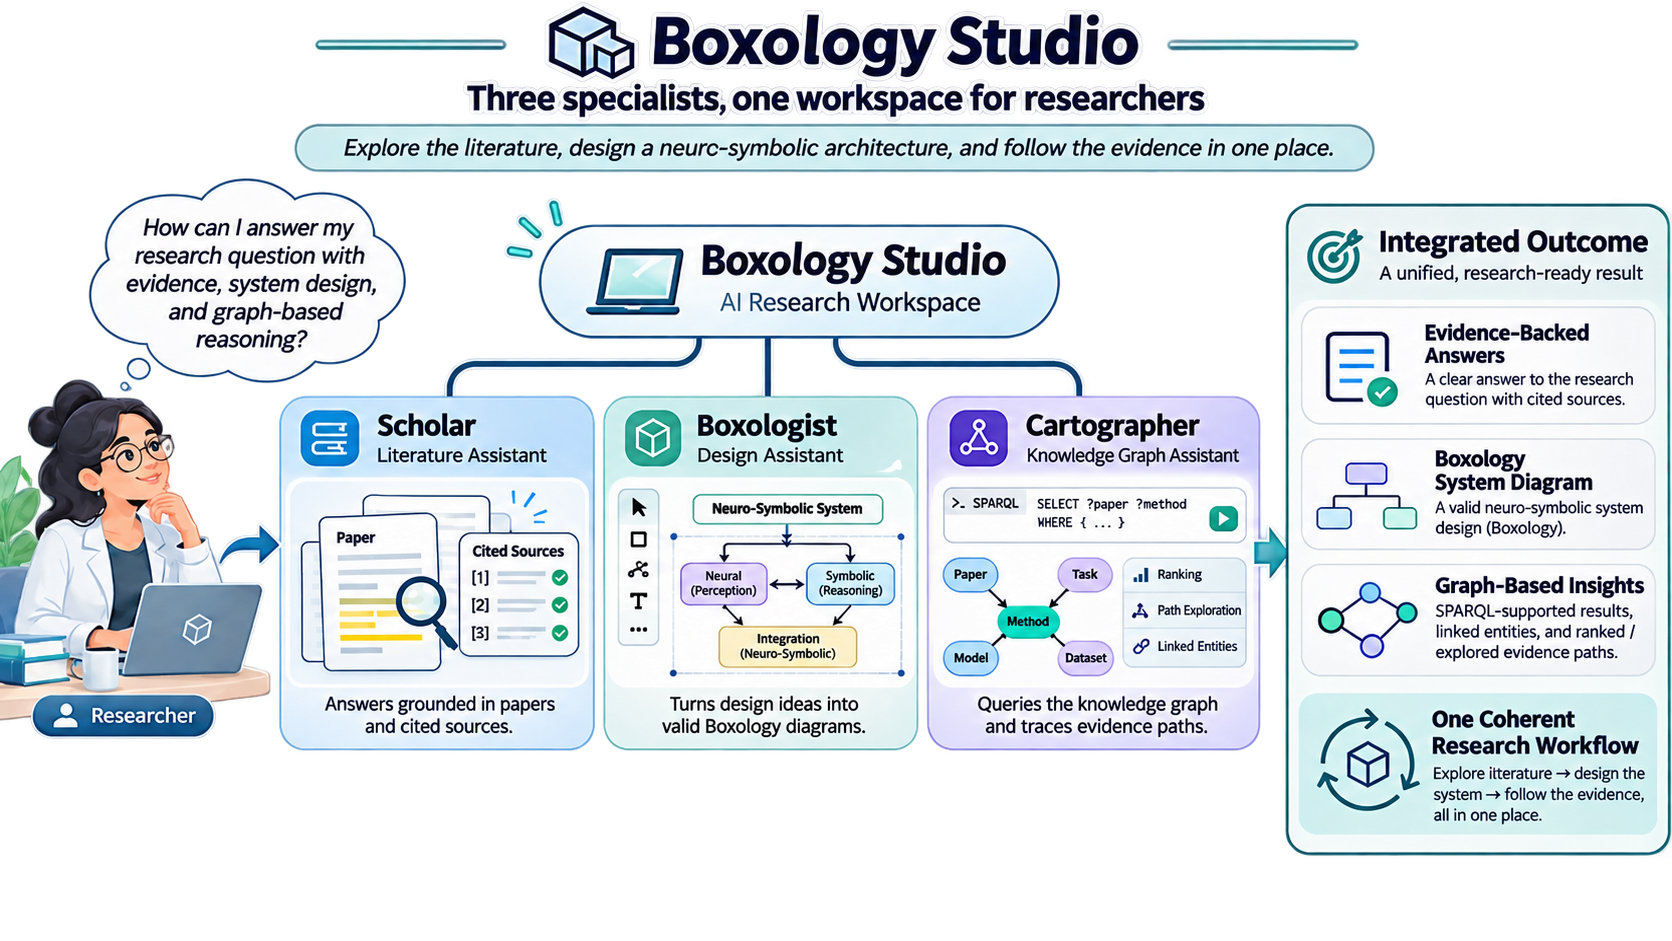 Boxology Studio
Three specialists, one workspace for researchers
Explore the literature, design a neurc-symbolic architecture, and follow the evidence in one place.
How can I answer my
research question with
evidence, system design,
and graph-based
reasoning?
Researcher
Boxology Studio
AI Research Workspace
Scholar
Literature Assistant
Paper
Cited Sources
[1]
[2]
[3]
Answers grounded in papers
and cited sources.
Boxologist
Design Assistant
T
Neuro-Symbolic System
Neural
(Perception)
Symbolic
(Reasoning)
Integration
(Neuro-Symbolic)
Turns design ideas into
valid Boxology diagrams.
Cartographer
Knowledge Graph Assistant
>_ SPARQL
SELECT ?paper ?method
WHERE { ... }
Paper
Task
Method
Model
Dataset
Ranking
Path Exploration
Linked Entities
Queries the knowledge graph
and traces evidence paths.
Integrated Outcome
A unified, research-ready result
Evidence-Backed
Answers
A clear answer to the research
question with cited sources.
Boxology
System Diagram
A valid neuro-symbolic system
design (Boxology).
Graph-Based Insights
SPARQL-supported results,
linked entities, and ranked /
explored evidence paths.
One Coherent
Research Workflow
Explore itterature → design the
system → follow the evidence,
all in one place.